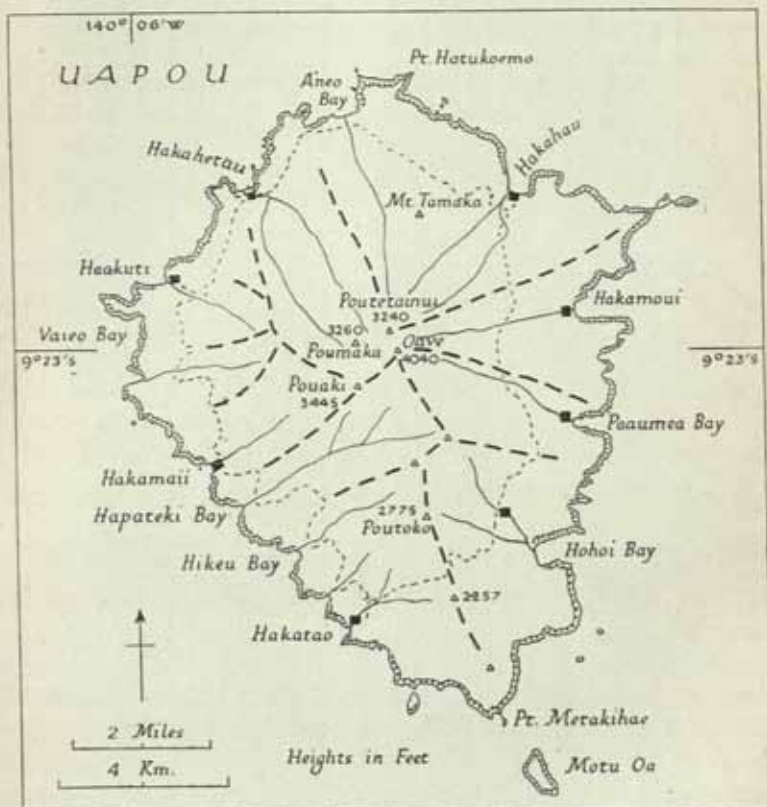 140° 06'W
UAPOU
Pt. Hatukoemo
Aneo
Bay
Hakahetau
Hakahau
Mt. Tamaka
Haakuti
Poutetainui
3240
Hakamoui
3260
Poumaka
Oave
4040
Vaieo Bay
9°23's
9°23's
Pouaki
3445
Paaumea Bay
Hakamaii
Hapateki Bay
2775
Poutoko
Hikeu Bay
Hohoi Bay
2257
Hakatao
Pt. Merakihae
2 Miles
4 Km.
Heights in Feet
Motu Oa